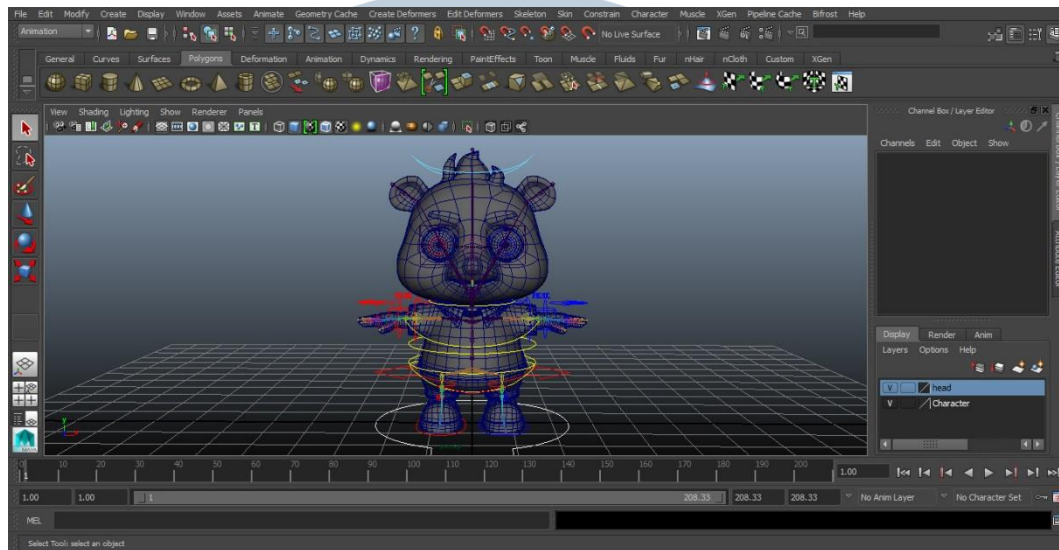 File Edit Modify Create Display Window Assets Animate Geometry Cache Create Deformers Edit Deformers Skeleton Skin Constrain Character Muscle XGen Pipeline Cache Bifrost Help
Animation No Live Surface
General Curves Surfaces Polygons Deformation Animation Dynamics Rendering PaintEffects Toon Muscle Fluids Fur nHair nCloth Custom XGen
View Shading Lighting Show Renderer Panels
Channel Box / Layer Editor
Channels Edit Object Show
Display Render Anim
Layers Options Help
V head
V Character
10 20 30 40 50 60 70 80 90 100 110 120 130 140 150 160 170 180 190 200 1.00
1.00 1.00 1 208.33 208.33 208.33 No Anim Layer No Character Set
MEL
Select Tool: select an object